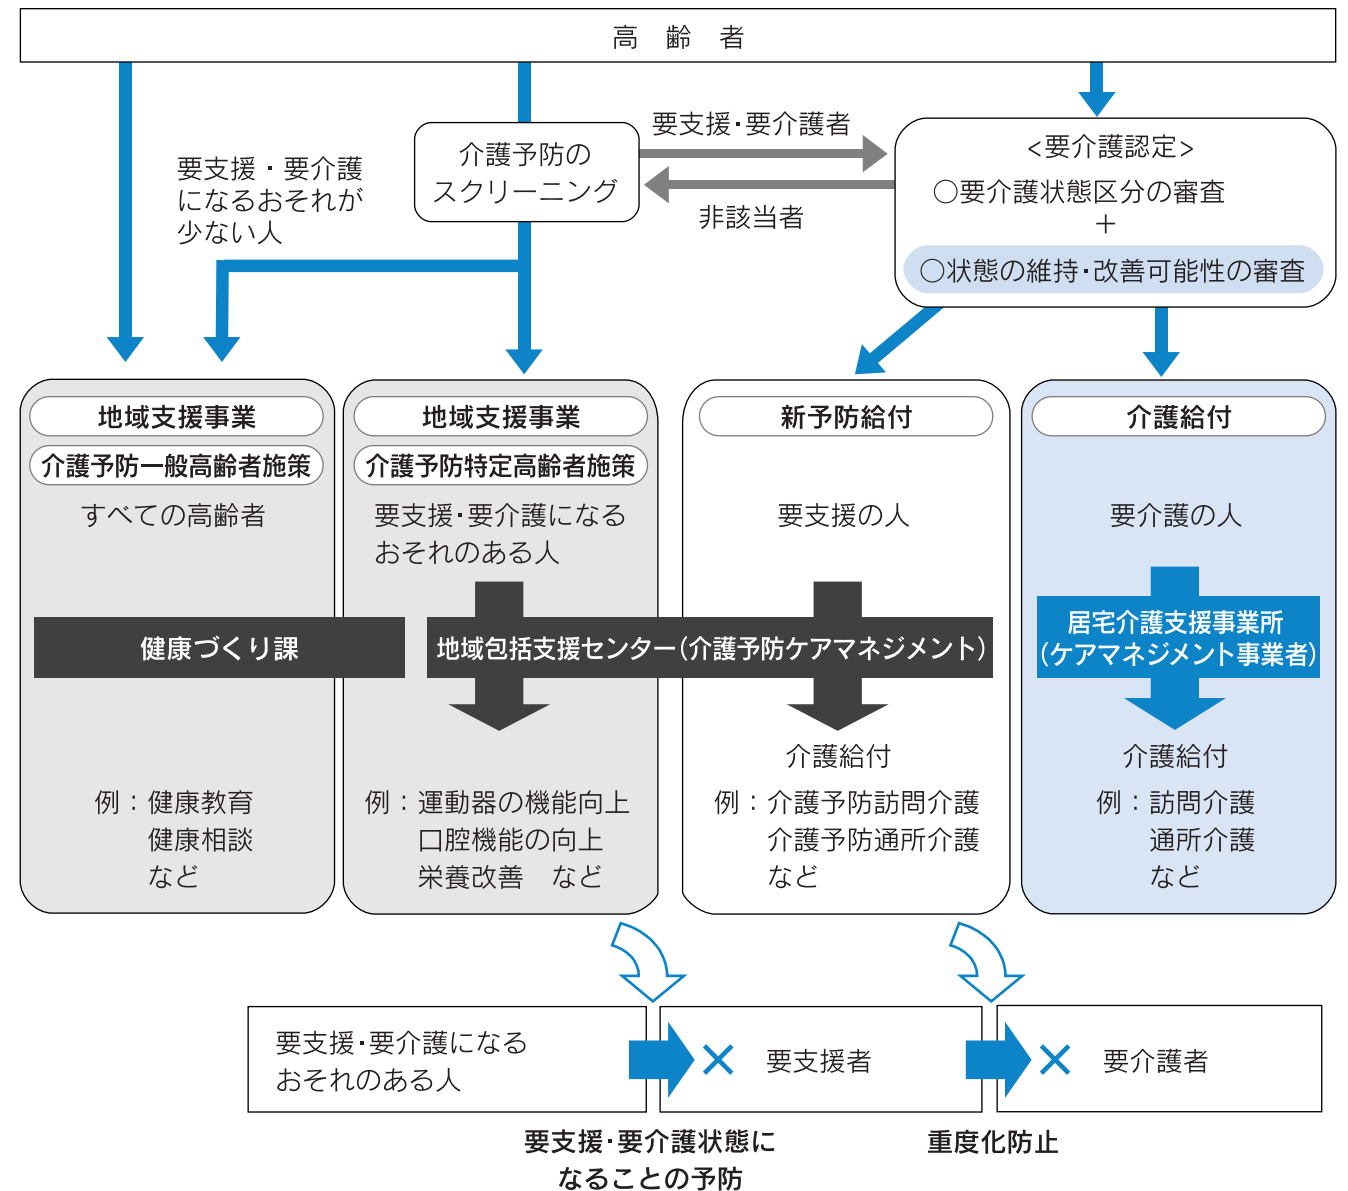 高　齢　者
要支援・要介護
になるおそれが
少ない人
介護予防の
スクリーニング
要支援・要介護者
非該当者
<要介護認定>
○要介護状態区分の審査
＋
○状態の維持・改善可能性の審査
地域支援事業
介護予防一般高齢者施策
すべての高齢者
健康づくり課
例：健康教育
健康相談
など
地域支援事業
介護予防特定高齢者施策
要支援・要介護になる
おそれのある人
地域包括支援センター(介護予防ケアマネジメント)
例：運動器の機能向上
口腔機能の向上
栄養改善　など
新予防給付
要支援の人
介護給付
例：介護予防訪問介護
介護予防通所介護
など
介護給付
要介護の人
居宅介護支援事業所
(ケアマネジメント事業者)
介護給付
例：訪問介護
通所介護
など
要支援・要介護になる
おそれのある人
×
要支援者
×
要介護者
要支援・要介護状態に
なることの予防
重度化防止